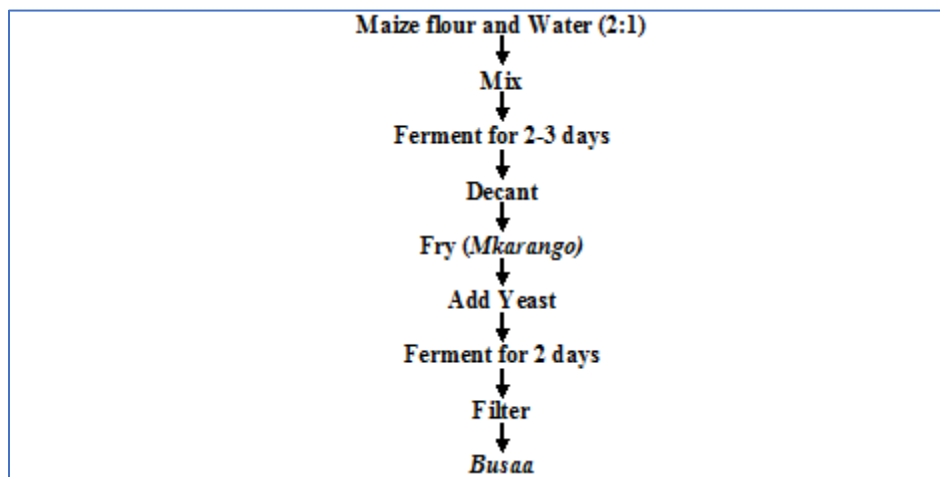 Maize flour and Water (2:1)
Mix
Ferment for 2-3 days
Decant
Fry (Mkarango)
Add Yeast
Ferment for 2 days
Filter
Busaa